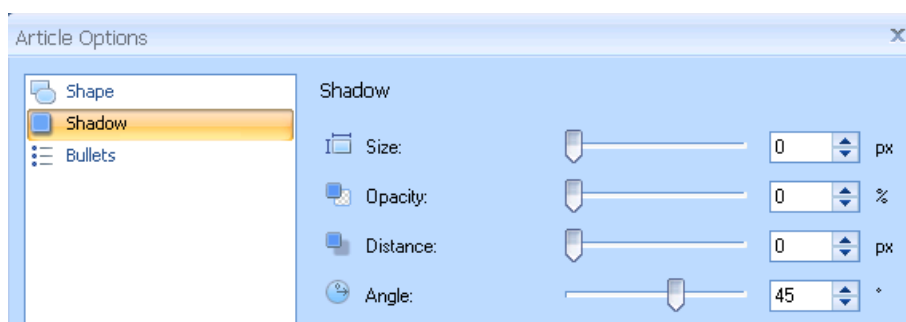 Article Options x
Shape
Shadow
Bullets
Shadow
Size: 0 px
Opacity: 0 %
Distance: 0 px
Angle: 45 °